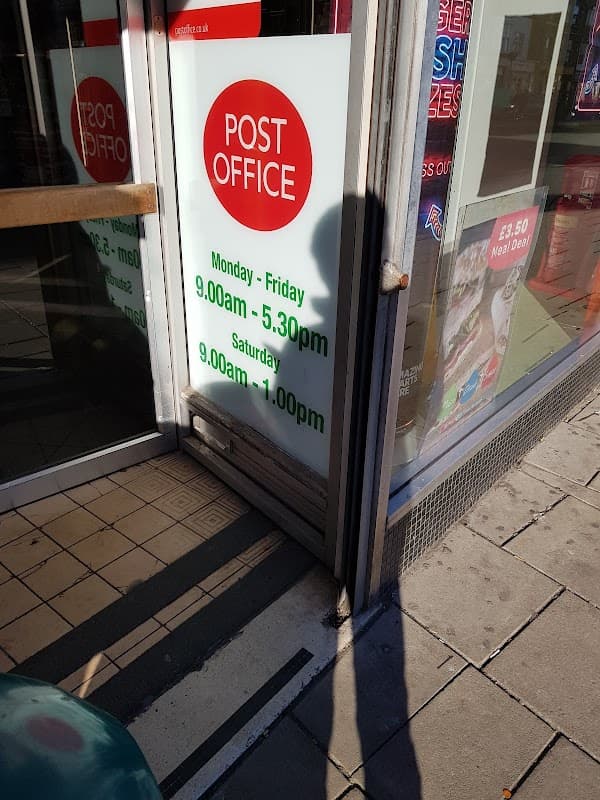 postoffice.co.uk
POST
OFFICE
Monday - Friday
9.00am - 5.30pm
Saturday
9.00am - 1.00pm
£3.50
Meal Deal